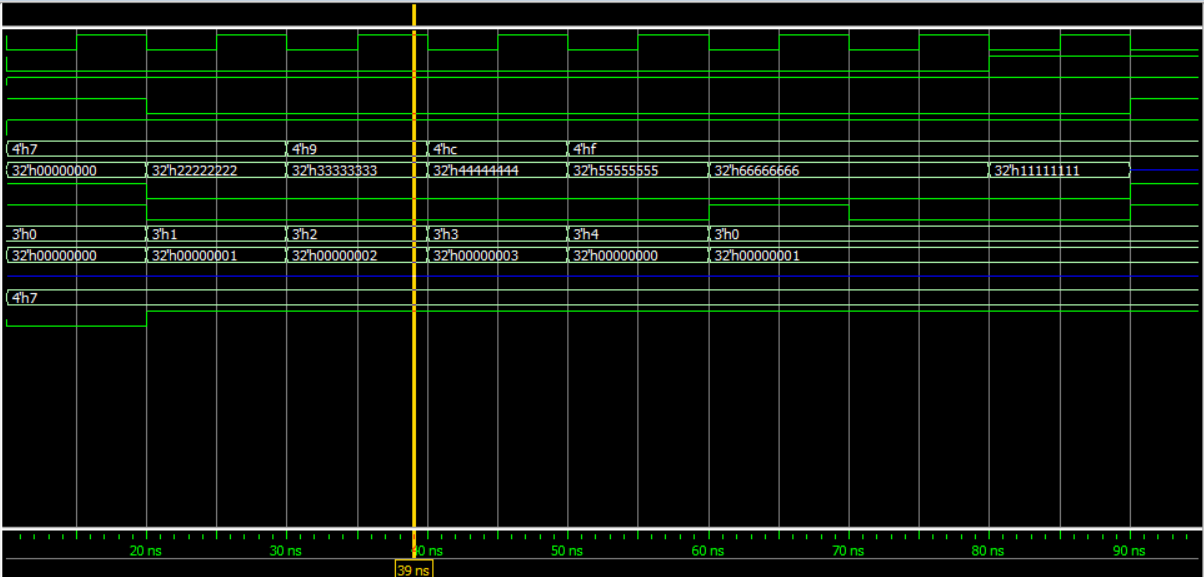 4'h7 4'h9 4'hc 4'hf
32'h00000000 32'h22222222 32'h33333333 32'h44444444 32'h55555555 32'h66666666 32'h11111111
3'h0 3'h1 3'h2 3'h3 3'h4 3'h0
32'h00000000 32'h00000001 32'h00000002 32'h00000003 32'h00000000 32'h00000001
4'h7
20 ns 30 ns 40 ns 50 ns 60 ns 70 ns 80 ns 90 ns
39 ns